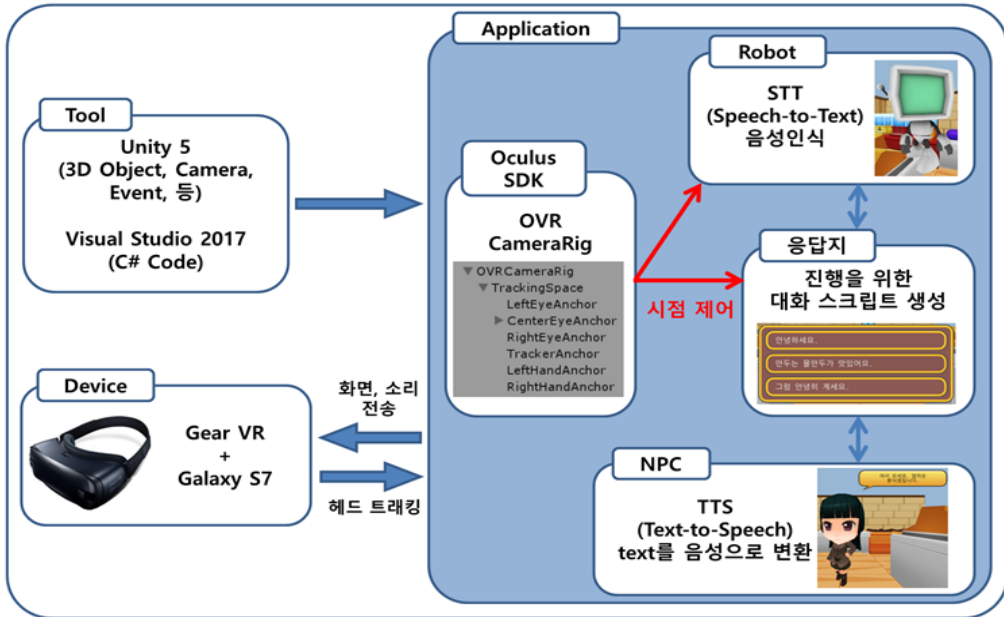 Application
Tool
Unity 5
(3D Object, Camera,
Event, 등)
Visual Studio 2017
(C# Code)
Device
Gear VR
+
Galaxy S7
화면, 소리
전송
헤드 트래킹
Oculus
SDK
OVR
CameraRig
OVRCameraRig
TrackingSpace
LeftEyeAnchor
CenterEyeAnchor
RightEyeAnchor
TrackerAnchor
LeftHandAnchor
RightHandAnchor
시점 제어
Robot
STT
(Speech-to-Text)
음성인식
응답지
진행을 위한
대화 스크립트 생성
안녕하세요.
만두는 물만두가 맛있어요.
그럼 안녕히 계세요.
NPC
TTS
(Text-to-Speech)
text를 음성으로 변환